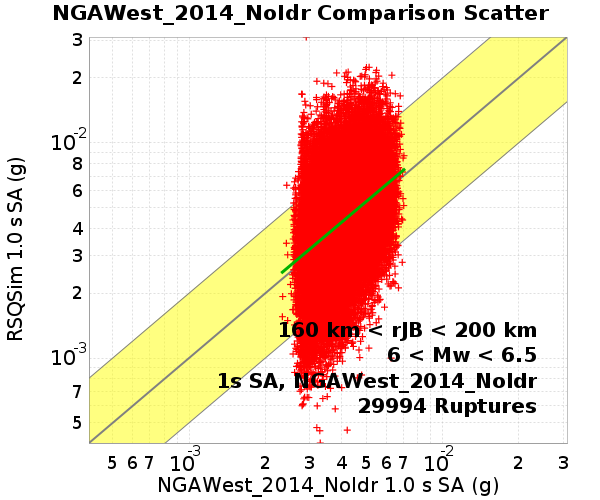 NGAWest_2014_NoIdr Comparison Scatter
3
2
10-2
8
6
4
3
2
10-3
7
5
RSQSim 1.0 s SA (g)
160 km < rJB < 200 km
6 < Mw < 6.5
1s SA, NGAWest_2014_NoIdr
29994 Ruptures
5 6 7 10-3 2 3 4 5 6 7 10-2 2 3
NGAWest_2014_NoIdr 1.0 s SA (g)